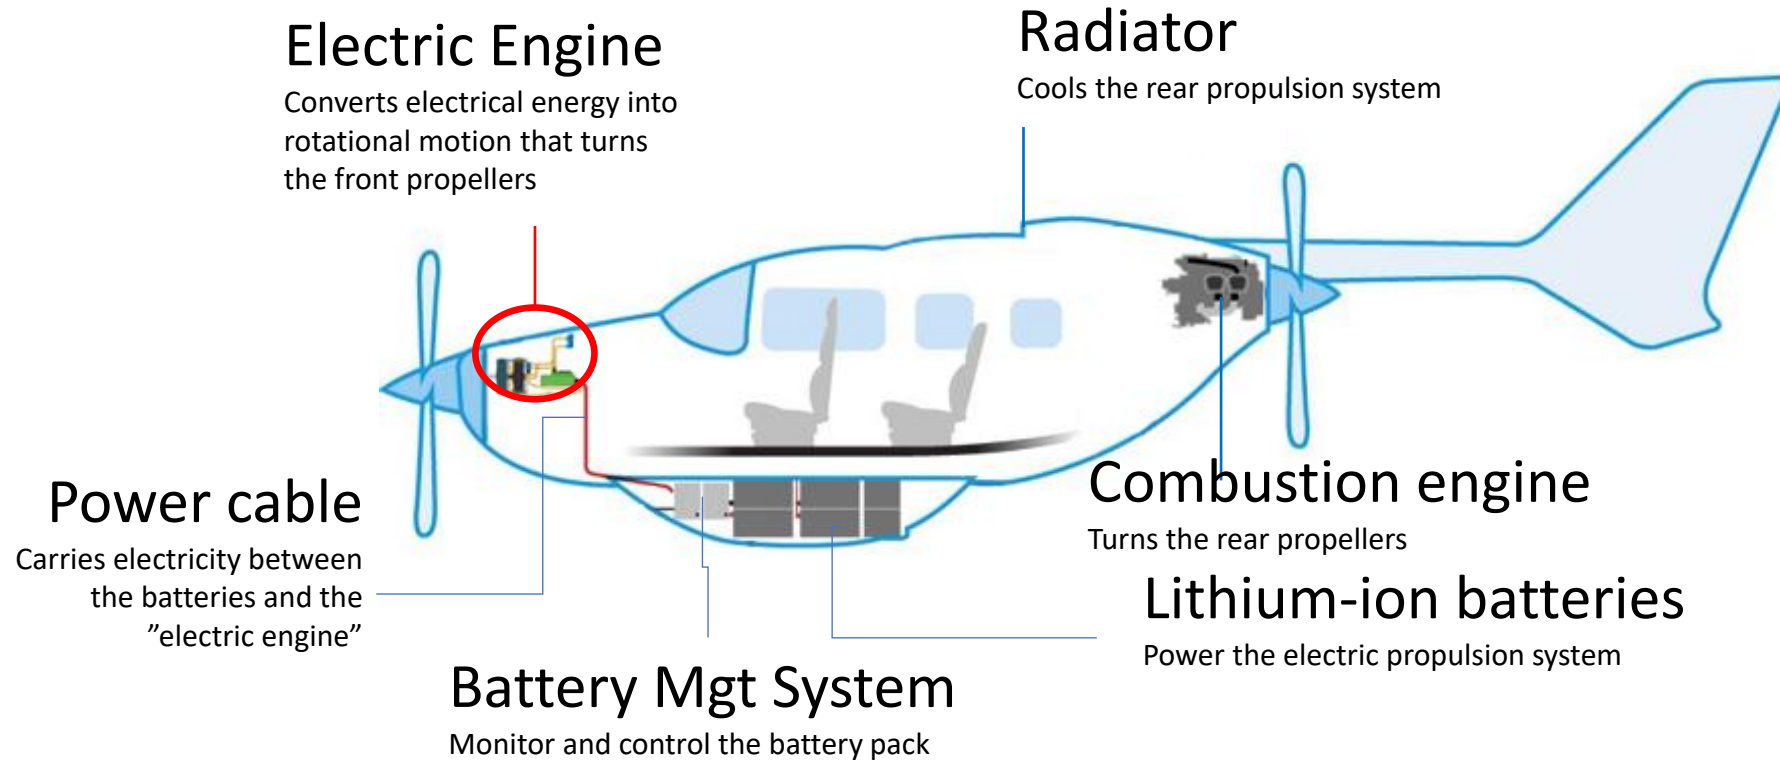 Electric Engine
Converts electrical energy into
rotational motion that turns
the front propellers
Radiator
Cools the rear propulsion system
Power cable
Carries electricity between
the batteries and the
”electric engine”
Combustion engine
Turns the rear propellers
Lithium-ion batteries
Power the electric propulsion system
Battery Mgt System
Monitor and control the battery pack